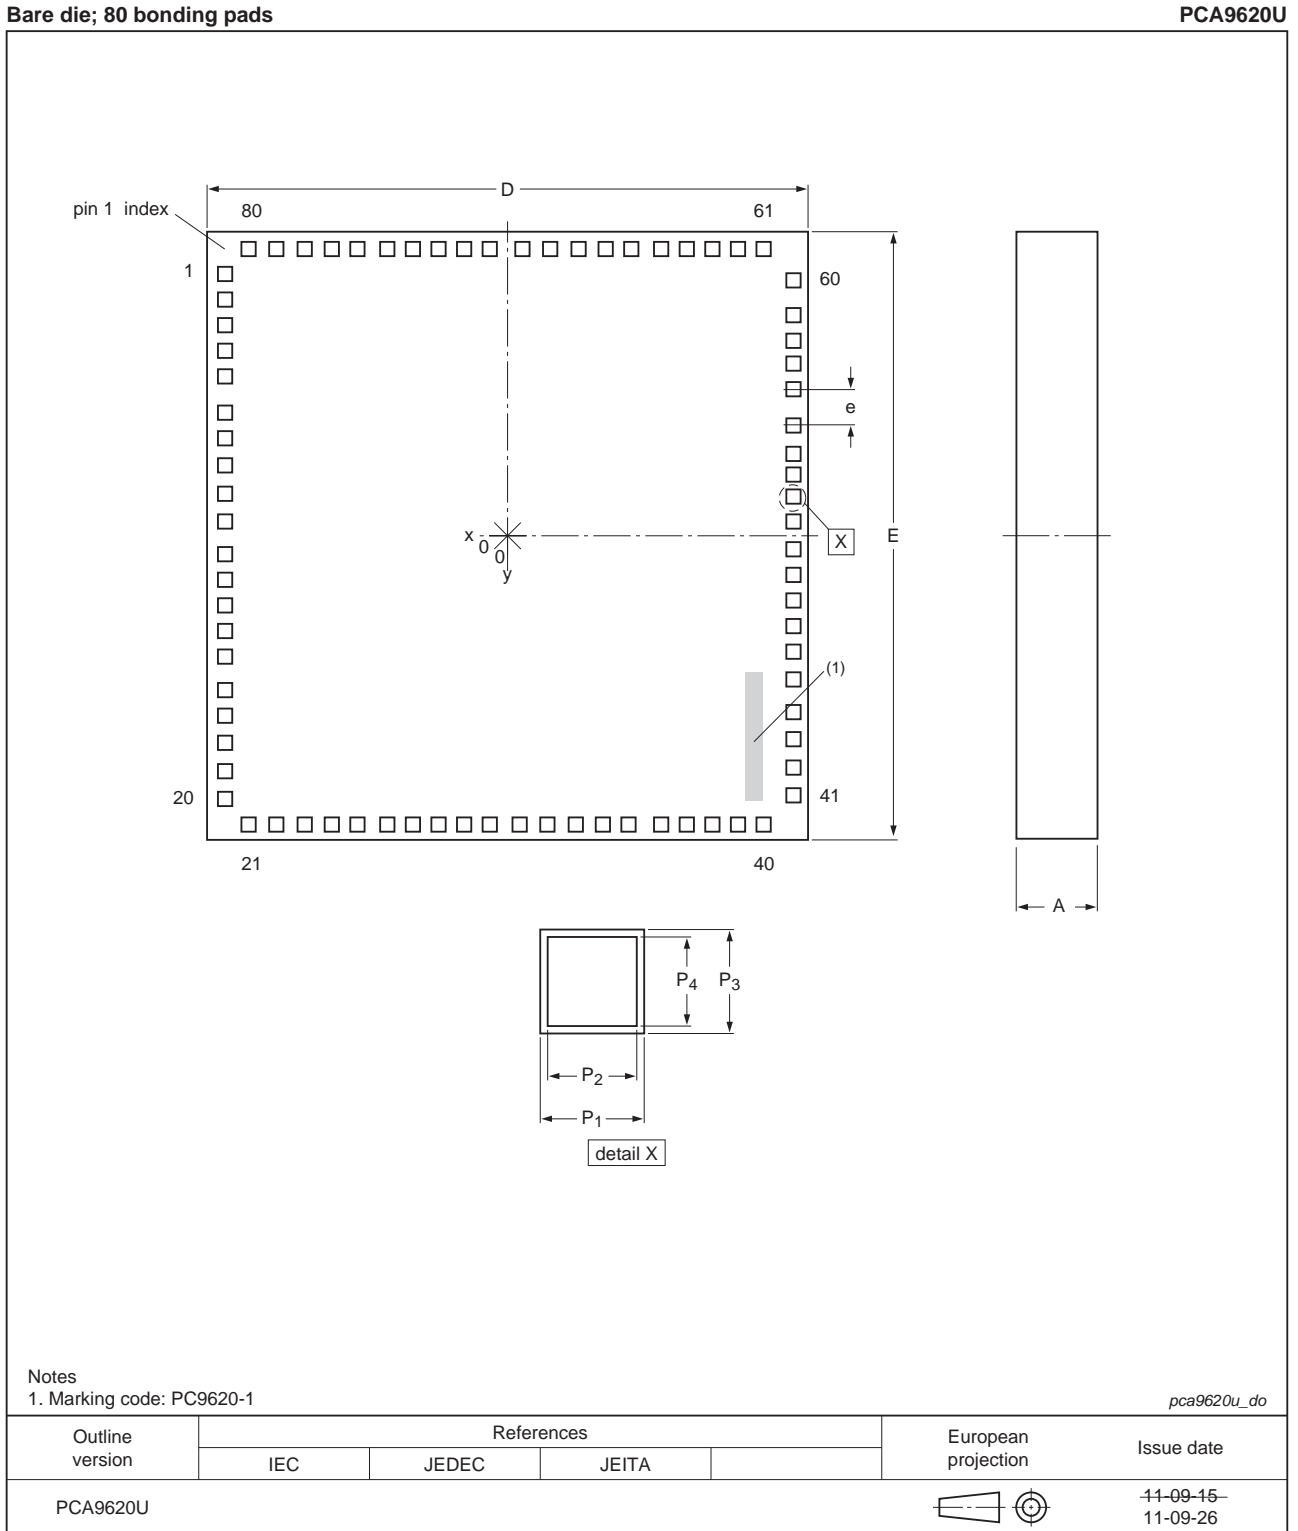 Bare die; 80 bonding pads PCA9620U
D
pin 1 index 80 61
1 60
e
x 0 0 y
X E
(1)
20 41
21 40
A
P4 P3
P2
P1
detail X
Notes
1. Marking code: PC9620-1 pca9620u_do
Outline version References European projection Issue date
IEC JEDEC JEITA
PCA9620U 11-09-15
11-09-26